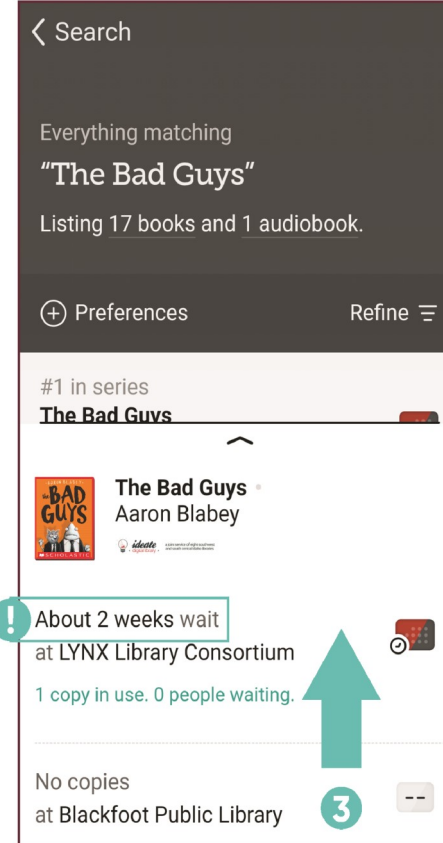 Search
Everything matching
“The Bad Guys”
Listing 17 books and 1 audiobook.
Preferences
Refine
#1 in series
The Bad Guys
The Bad Guys
Aaron Blabey
THE BAD GUYS
SCHOLASTIC
ideate
! About 2 weeks wait
at LYNX Library Consortium
1 copy in use. 0 people waiting.
No copies
at Blackfoot Public Library
--
3